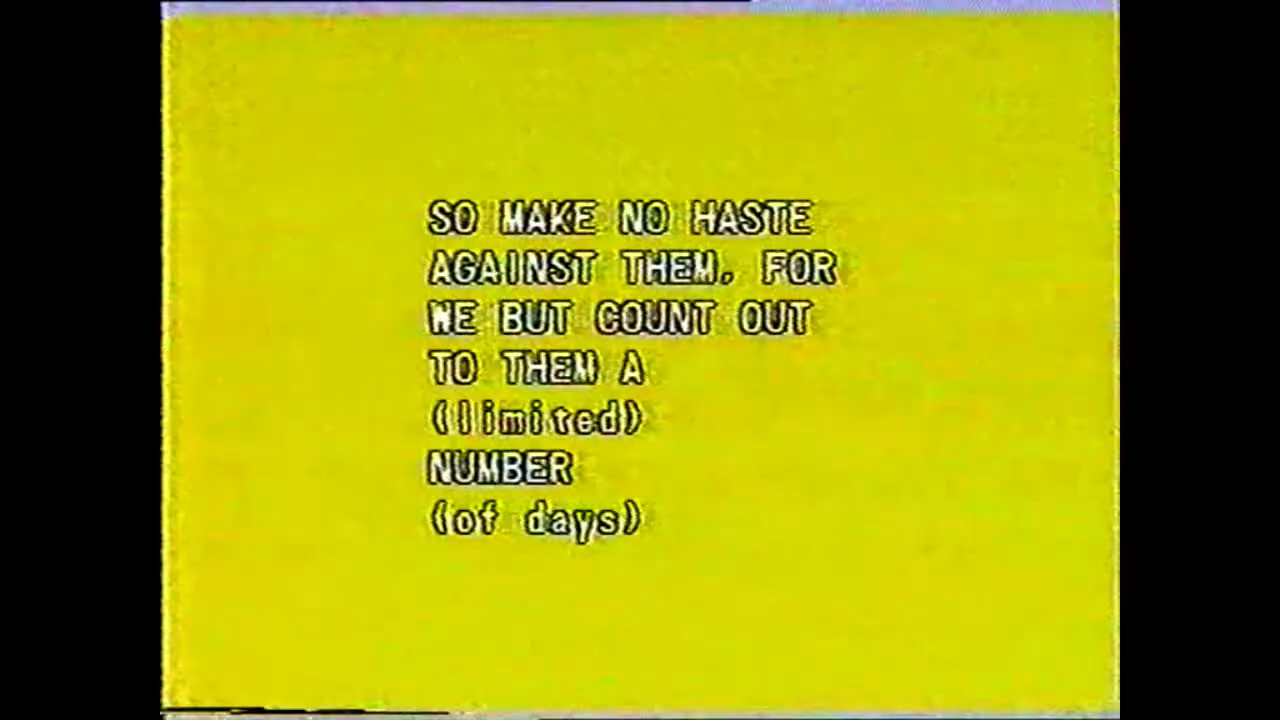 SO MAKE NO HASTE
AGAINST THEM, FOR
WE BUT COUNT OUT
TO THEM A
(limited)
NUMBER
(of days)